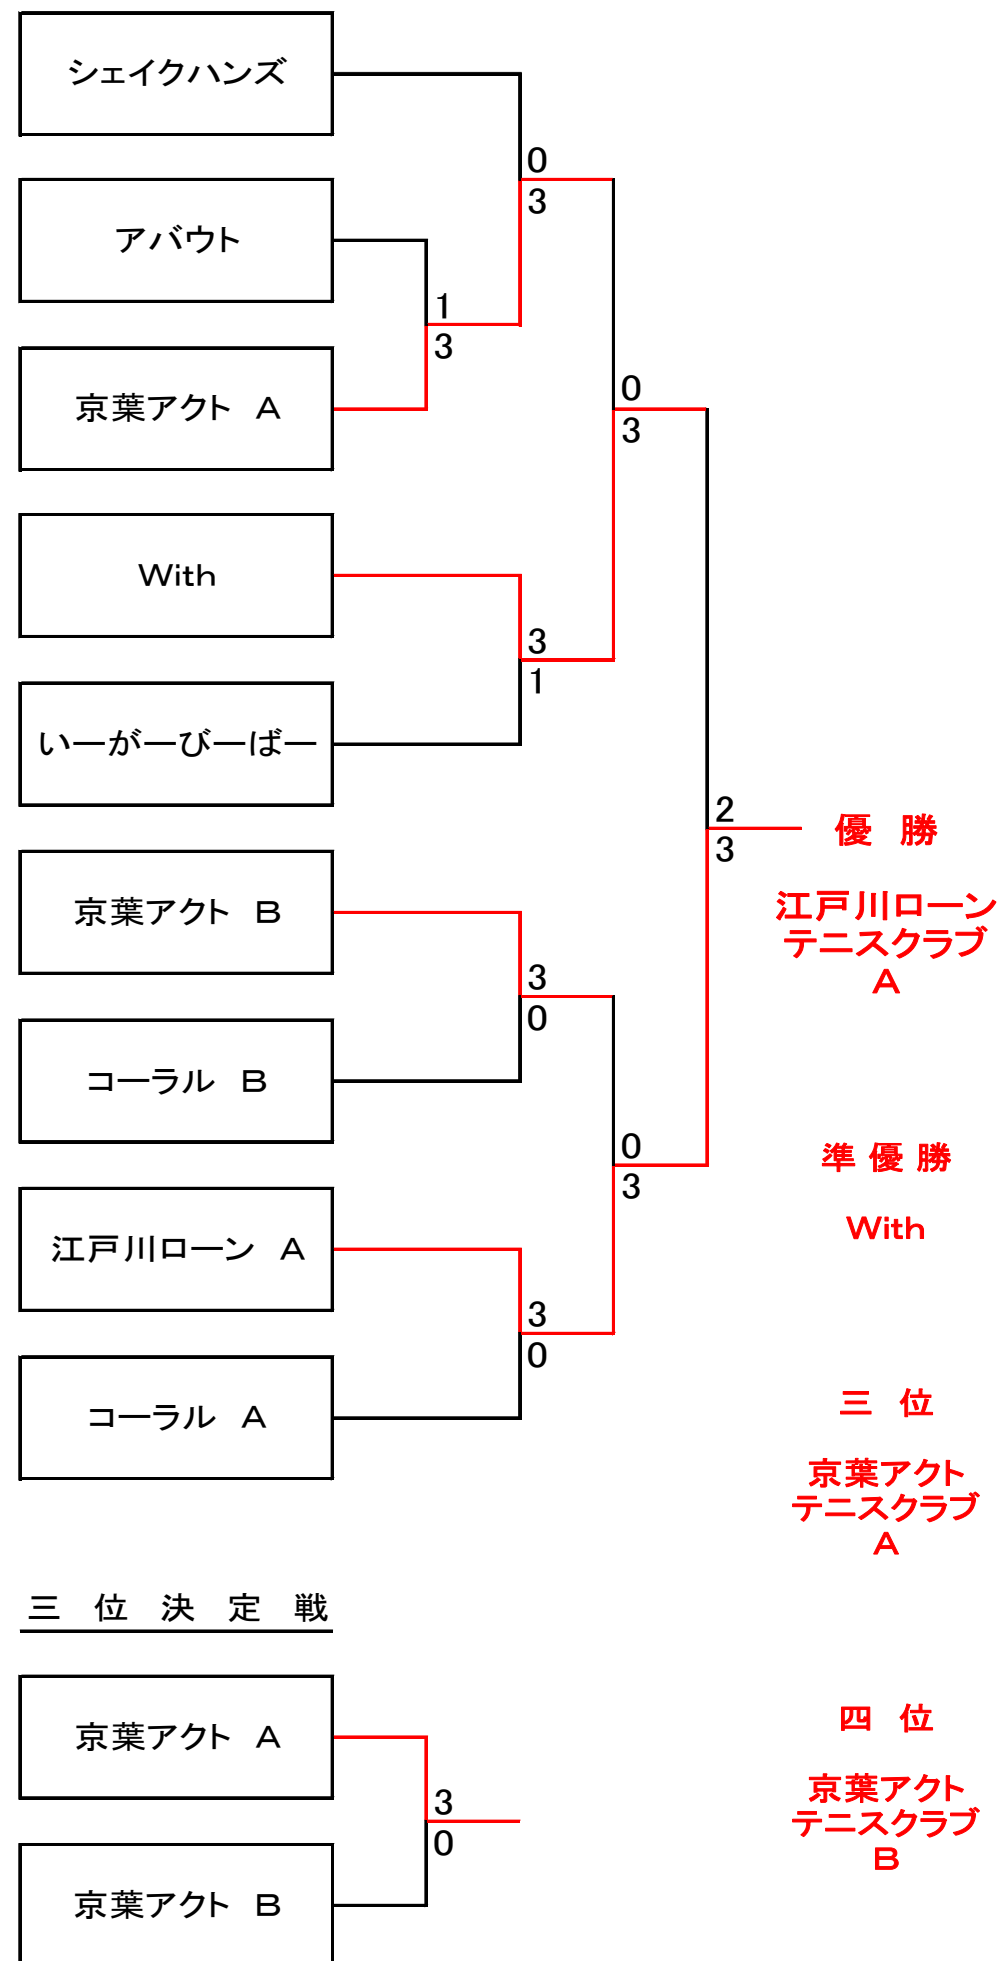 シェイクハンズ
0
3
アバウト
1
3
京葉アクト　A
0
3
With
3
1
いーがーびーばー
2
3
優　勝
江戸川ローン
テニスクラブ
A
京葉アクト　B
3
0
コーラル　B
0
3
準 優 勝
With
江戸川ローン　A
3
0
コーラル　A
三　位
京葉アクト
テニスクラブ
A
三　位　決　定　戦
京葉アクト　A
3
0
京葉アクト　B
四　位
京葉アクト
テニスクラブ
B